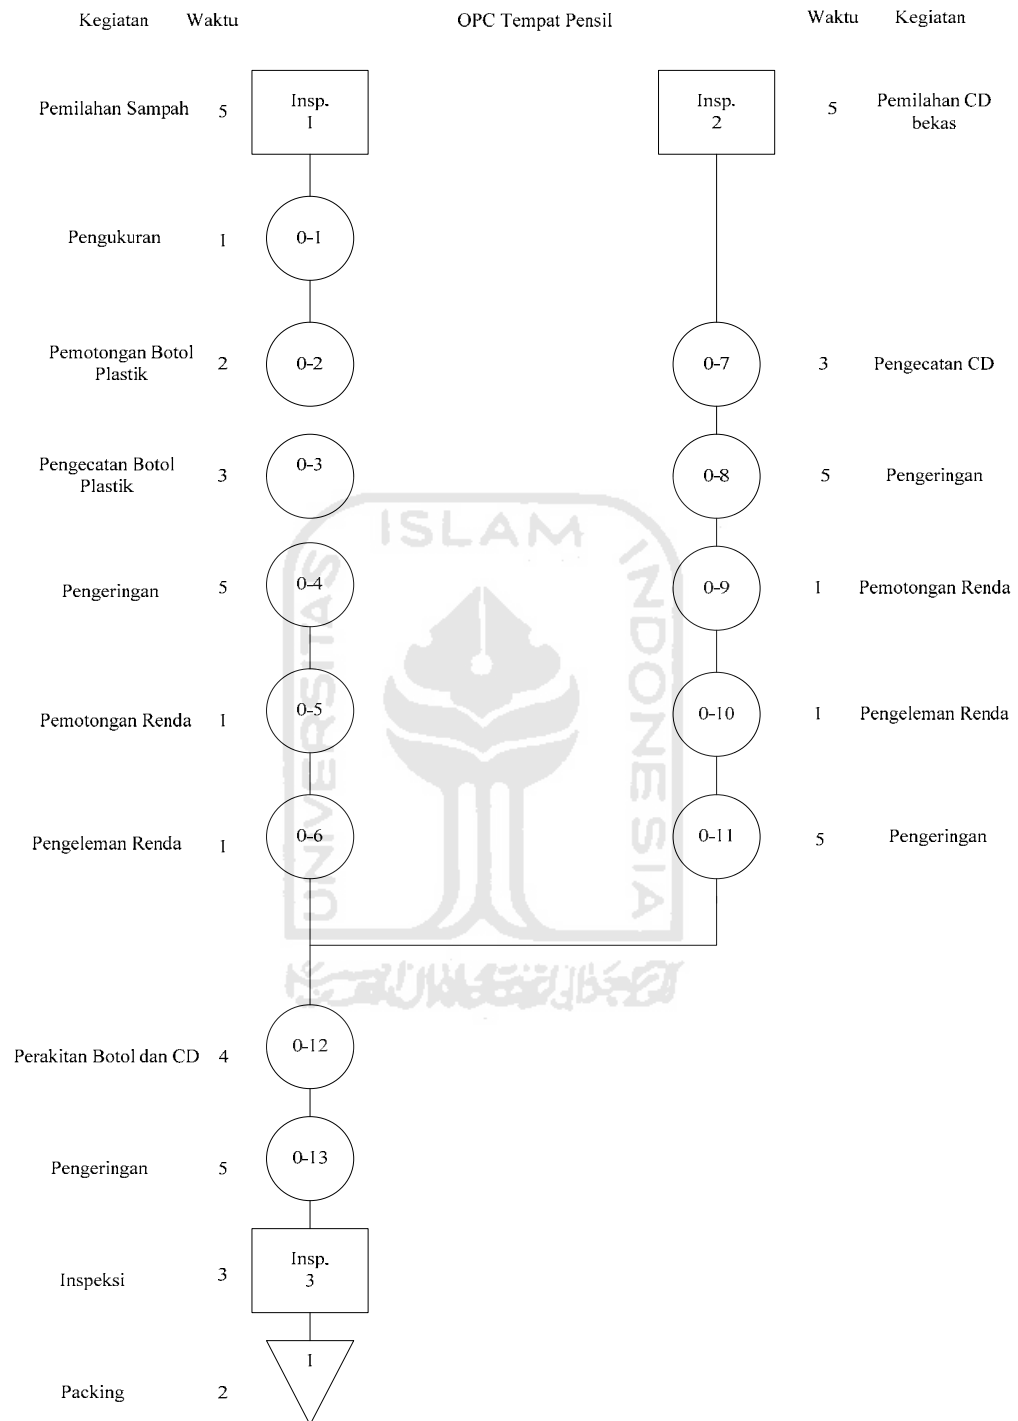 Kegiatan Waktu OPC Tempat Pensil Waktu Kegiatan
Pemilahan Sampah 5 Insp. 1 Insp. 2 5 Pemilahan CD
bekas
Pengukuran 1 0-1
Pemotongan Botol
Plastik 2 0-2 0-7 3 Pengecatan CD
Pengecatan Botol
Plastik 3 0-3 0-8 5 Pengeringan
Pengeringan 5 0-4 0-9 1 Pemotongan Renda
Pemotongan Renda 1 0-5 0-10 1 Pengeleman Renda
Pengeleman Renda 1 0-6 0-11 5 Pengeringan
Perakitan Botol dan CD 4 0-12
Pengeringan 5 0-13
Inspeksi 3 Insp. 3
Packing 2 1
UNIVERSITAS
ISLAM
INDONESIA